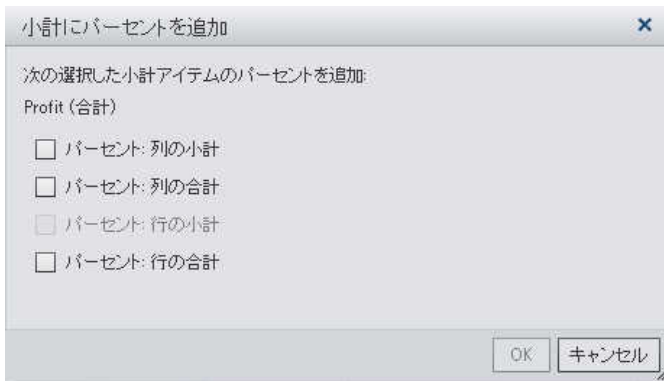 小計にパーセントを追加
次の選択した小計アイテムのパーセントを追加:
Profit (合計)
パーセント: 列の小計
パーセント: 列の合計
パーセント: 行の小計
パーセント: 行の合計
OK キャンセル